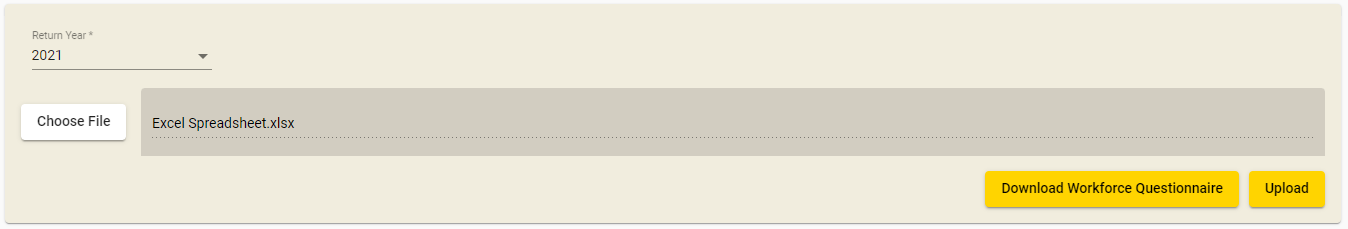 Return Year *
2021
Choose File
Excel Spreadsheet.xlsx
Download Workforce Questionnaire
Upload